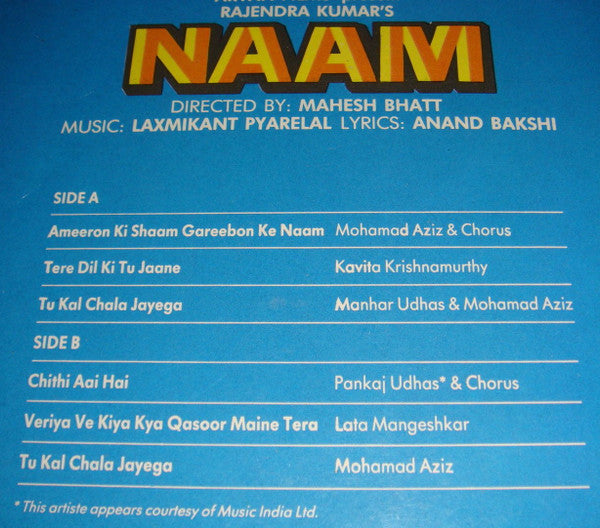 RAJENDRA KUMAR'S
NAAM
DIRECTED BY: MAHESH BHATT
MUSIC: LAXMIKANT PYARELAL LYRICS: ANAND BAKSHI
SIDE A
Ameeron Ki Shaam Gareebon Ke Naam Mohamad Aziz & Chorus
Tere Dil Ki Tu Jaane Kavita Krishnamurthy
Tu Kal Chala Jayega Manhar Udhas & Mohamad Aziz
SIDE B
Chithi Aai Hai Pankaj Udhas* & Chorus
Veriya Ve Kiya Kya Qasoor Maine Tera Lata Mangeshkar
Tu Kal Chala Jayega Mohamad Aziz
* This artiste appears courtesy of Music India Ltd.